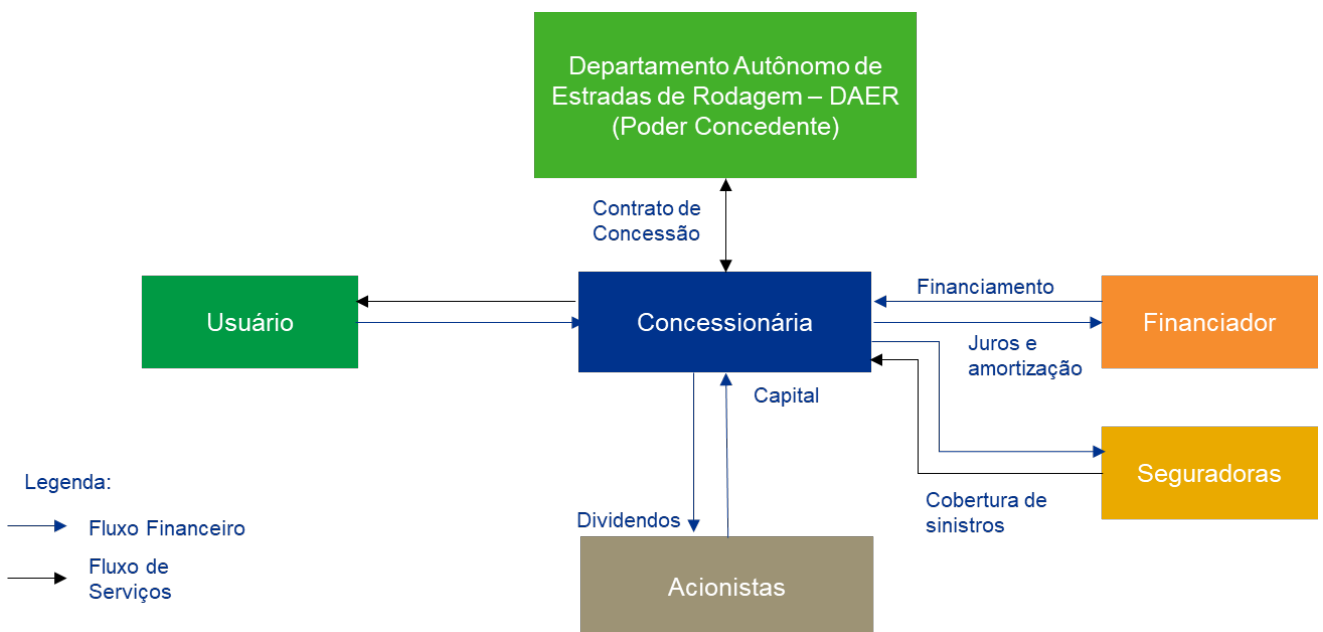 Departamento Autônomo de
Estradas de Rodagem – DAER
(Poder Concedente)
Contrato de
Concessão
Usuário
Concessionária
Financiamento
Financiador
Juros e
amortização
Capital
Seguradoras
Cobertura de
sinistros
Dividendos
Acionistas
Legenda:
Fluxo Financeiro
Fluxo de
Serviços